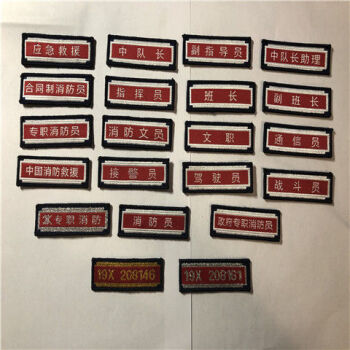 应急救援
中队长
副指导员
中队长助理
合同制消防员
指挥员
班长
副班长
专职消防员
消防文员
文职
通信员
中国消防救援
接警员
驾驶员
战斗员
专职消防
消防员
政府专职消防员
19X 208146
19X 208161